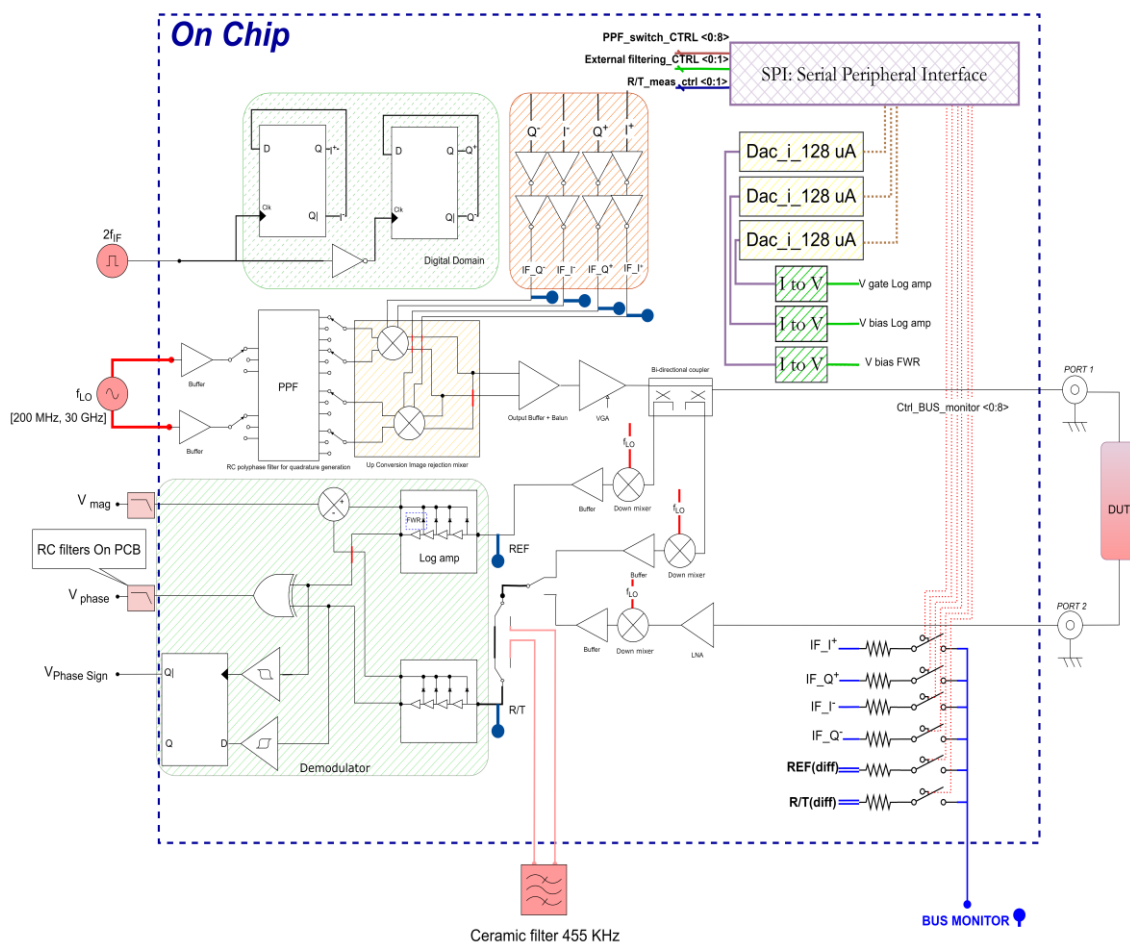 On Chip
PPF_switch_CTRL <0:8>
External filtering_CTRL <0:1>
R/T_meas_ctrl <0:1>
SPI: Serial Peripheral Interface
Q- I- Q+ I+
D Q I+-
Clk
Q| I-
D Q Q+
Clk
Q| Q-
2fIF
Digital Domain
IF_Q- IF_I- IF_Q+ IF_I+
Dac_i_128 uA
Dac_i_128 uA
Dac_i_128 uA
I to V V gate Log amp
I to V V bias Log amp
I to V V bias FWR
fLO
[200 MHz, 30 GHz]
Buffer
Buffer
PPF
RC polyphase filter for quadrature generation
Up Conversion Image rejection mixer
Output Buffer + Balun
VGA
Bi-directional coupler
PORT 1
Ctrl_BUS_monitor <0:8>
DUT
V mag
RC filters On PCB
V phase
VPhase Sign
+
-
FWR
Log amp
REF
Buffer
fLO
Down mixer
Buffer
fLO
Down mixer
Buffer
fLO
Down mixer
LNA
PORT 2
R/T
Q|
Q D
Demodulator
IF_I+
IF_Q+
IF_I-
IF_Q-
REF(diff)
R/T(diff)
BUS MONITOR
Ceramic filter 455 KHz